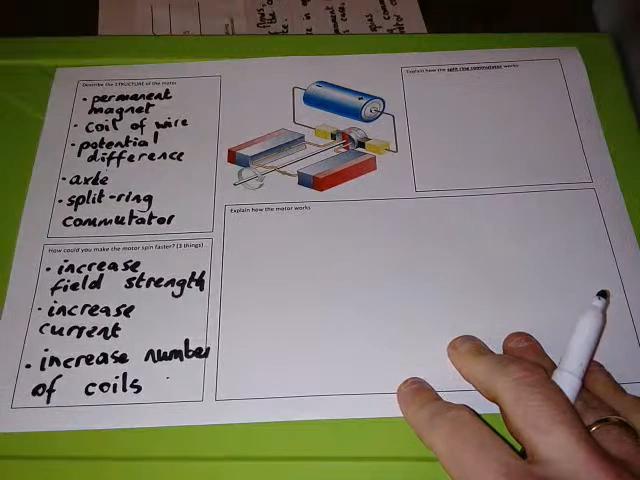 Describe the STRUCTURE of the motor
• permanent
magnet
• coil of wire
• potential
difference
• axle
• split-ring
commutator
How could you make the motor spin faster? (3 things)
• increase
field strength
• increase
current
• increase number
of coils
Explain how the split ring commutator works
Explain how the motor works